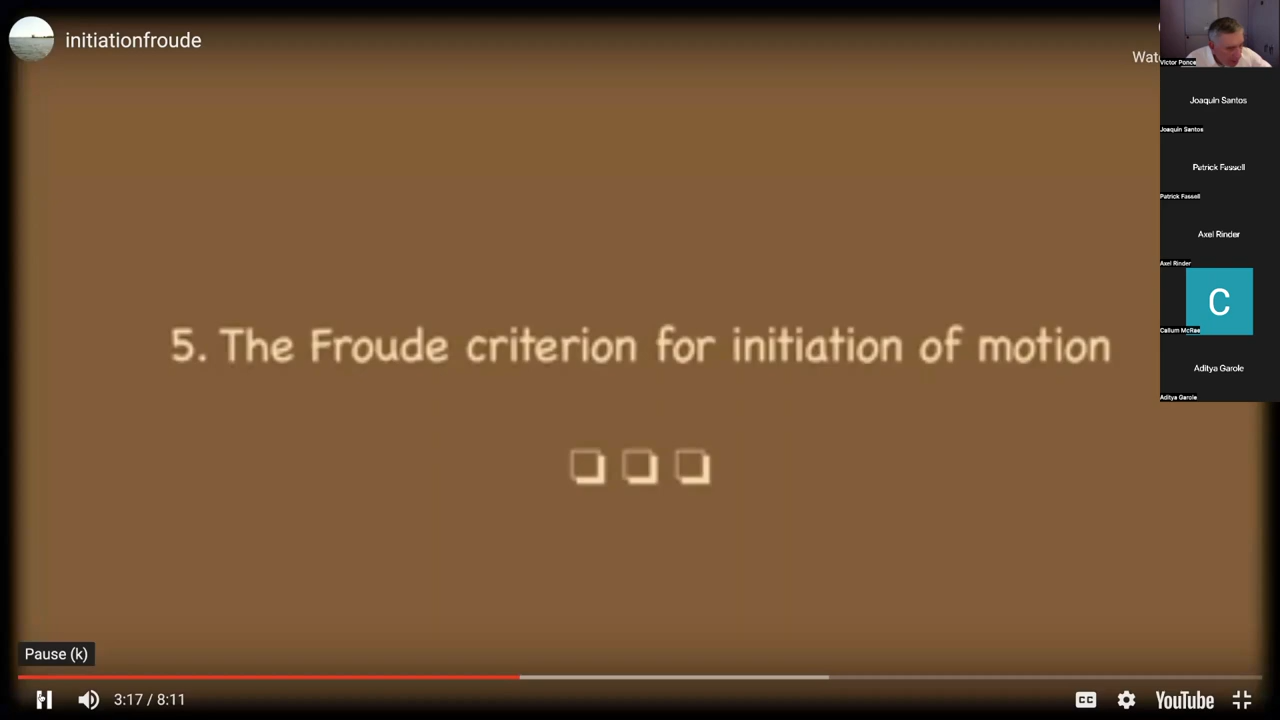 initiationfroude
Wat
Victor Ponce
Joaquin Santos
Joaquin Santos
Patrick Fassell
Patrick Fassell
Axel Rinder
Axel Rinder
C
Callum McRae
Aditya Garole
Aditya Garole
5. The Froude criterion for initiation of motion
Pause (k)
3:17 / 8:11
CC
YouTube